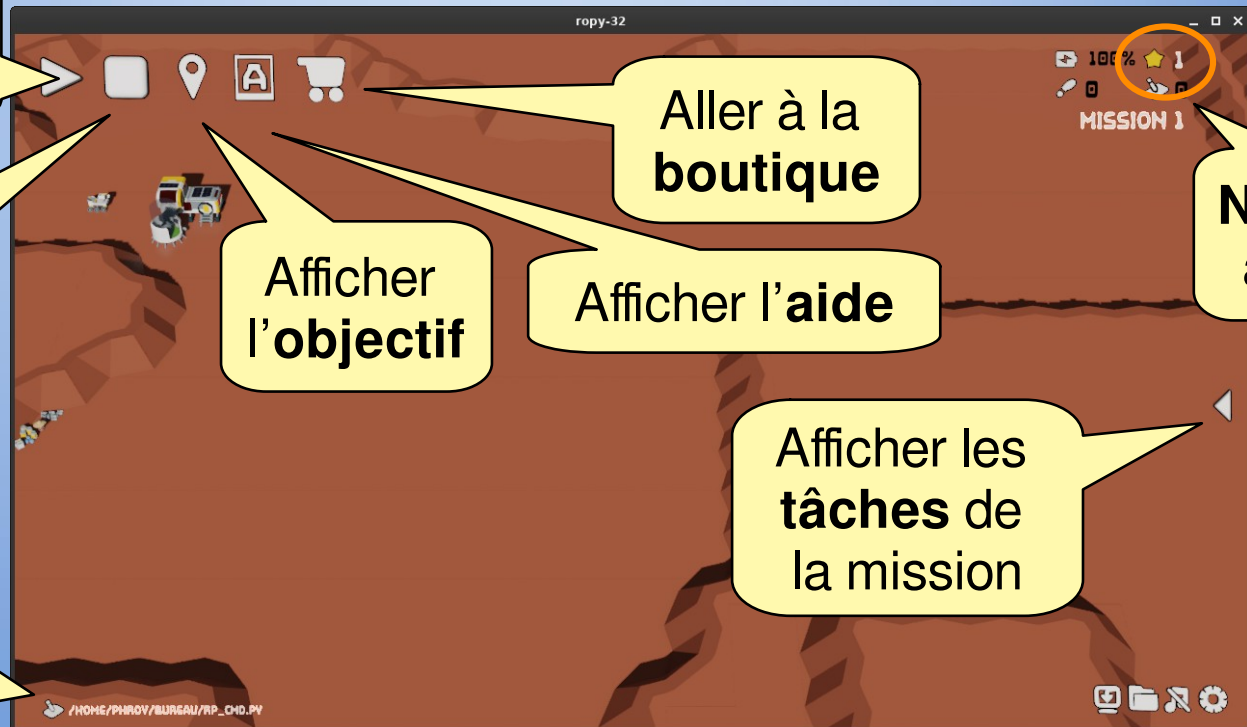 ropy-32
100% 1
0 0
MISSION 1
A
Aller à la
boutique
N
a
Afficher
l'objectif
Afficher l'aide
Afficher les
tâches de
la mission
/HOME/PHROV/BUREAU/RP_CMD.PY